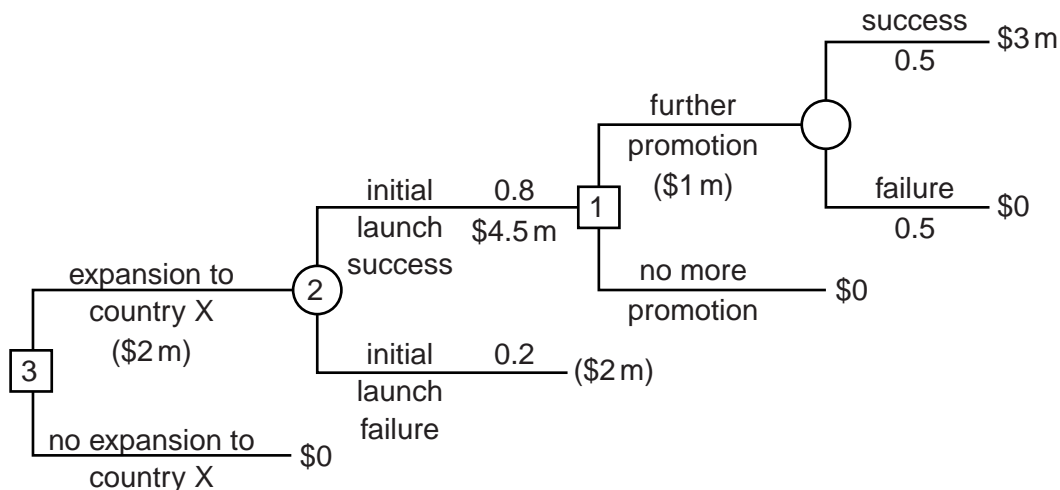 success
$3 m
0.5
further
promotion
($1 m)
failure
$0
0.5
initial 0.8
launch $4.5 m
success
1
no more
promotion
$0
expansion to
country X
($2 m)
2
initial 0.2
launch
failure
($2 m)
3
no expansion to
country X
$0